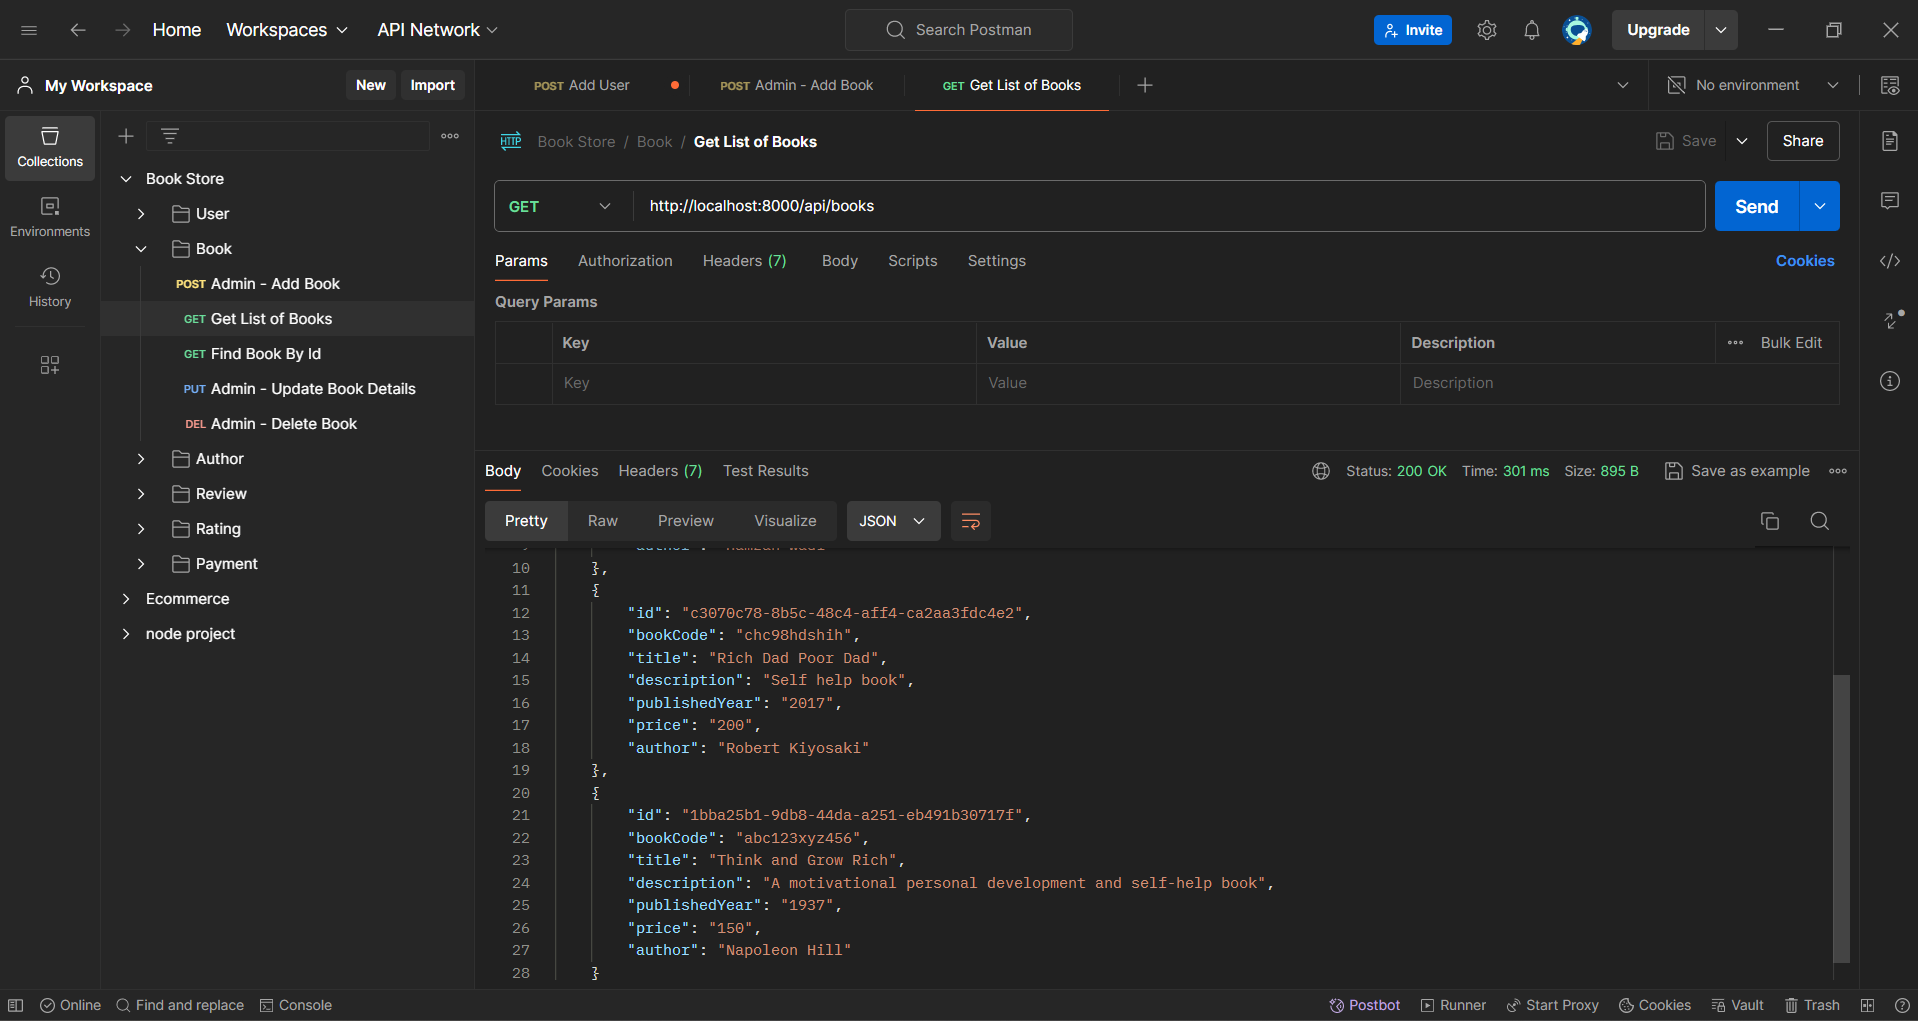 Home Workspaces API Network Search Postman Invite Upgrade
My Workspace New Import POST Add User POST Admin - Add Book GET Get List of Books No environment
Collections
Environments
History
Book Store
User
Book
POST Admin - Add Book
GET Get List of Books
GET Find Book By Id
PUT Admin - Update Book Details
DEL Admin - Delete Book
Author
Review
Rating
Payment
Ecommerce
node project
HTTP Book Store / Book / Get List of Books Save Share
GET http://localhost:8000/api/books Send
Params Authorization Headers (7) Body Scripts Settings Cookies
Query Params
Key Value Description Bulk Edit
Key Value Description
Body Cookies Headers (7) Test Results Status: 200 OK Time: 301 ms Size: 895 B Save as example
Pretty Raw Preview Visualize JSON
10 },
11 {
12 "id": "c3070c78-8b5c-48c4-aff4-ca2aa3fdc4e2",
13 "bookCode": "chc98hdshih",
14 "title": "Rich Dad Poor Dad",
15 "description": "Self help book",
16 "publishedYear": "2017",
17 "price": "200",
18 "author": "Robert Kiyosaki"
19 },
20 {
21 "id": "1bba25b1-9db8-44da-a251-eb491b30717f",
22 "bookCode": "abc123xyz456",
23 "title": "Think and Grow Rich",
24 "description": "A motivational personal development and self-help book",
25 "publishedYear": "1937",
26 "price": "150",
27 "author": "Napoleon Hill"
28 }
Online Find and replace Console Postbot Runner Start Proxy Cookies Vault Trash